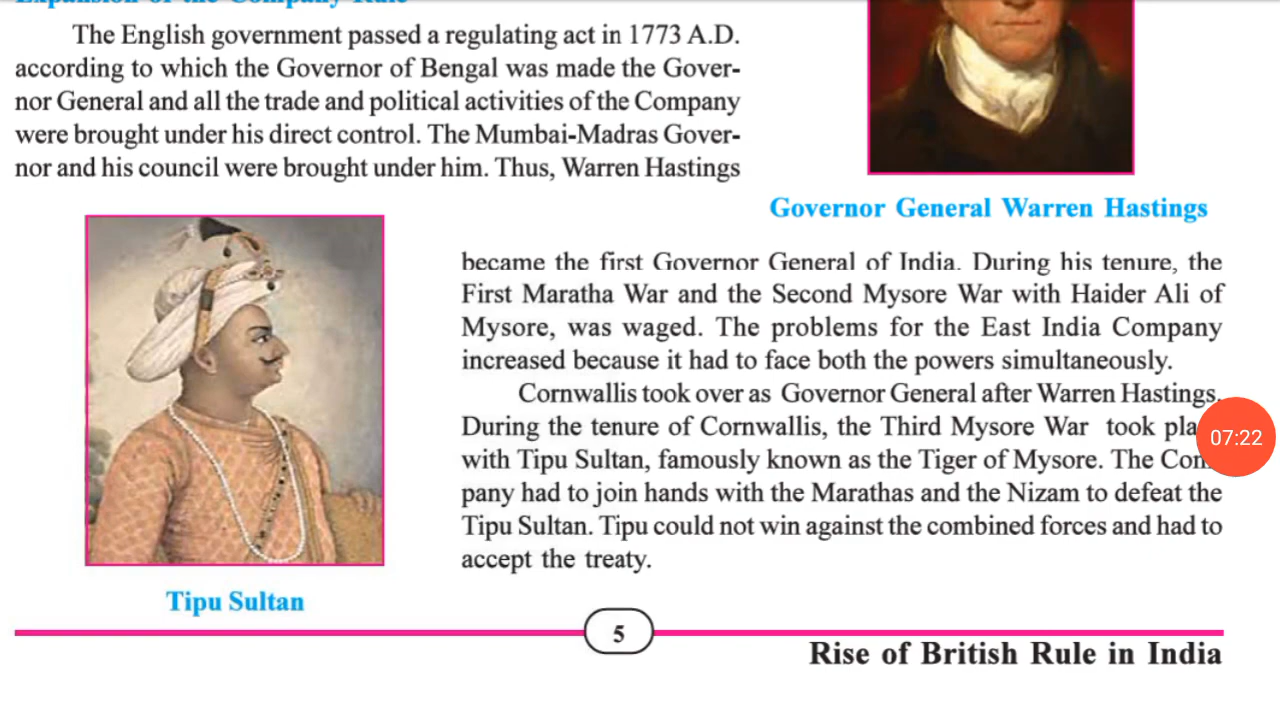 Expansion of the Company Rule
The English government passed a regulating act in 1773 A.D.
according to which the Governor of Bengal was made the Gover-
nor General and all the trade and political activities of the Company
were brought under his direct control. The Mumbai-Madras Gover-
nor and his council were brought under him. Thus, Warren Hastings
Governor General Warren Hastings
became the first Governor General of India. During his tenure, the
First Maratha War and the Second Mysore War with Haider Ali of
Mysore, was waged. The problems for the East India Company
increased because it had to face both the powers simultaneously.
Cornwallis took over as Governor General after Warren Hastings.
During the tenure of Cornwallis, the Third Mysore War took
with Tipu Sultan, famously known as the Tiger of Mysore. The
pany had to join hands with the Marathas and the Nizam to defeat the
Tipu Sultan. Tipu could not win against the combined forces and had to
accept the treaty.
Tipu Sultan
07:22
5
Rise of British Rule in India